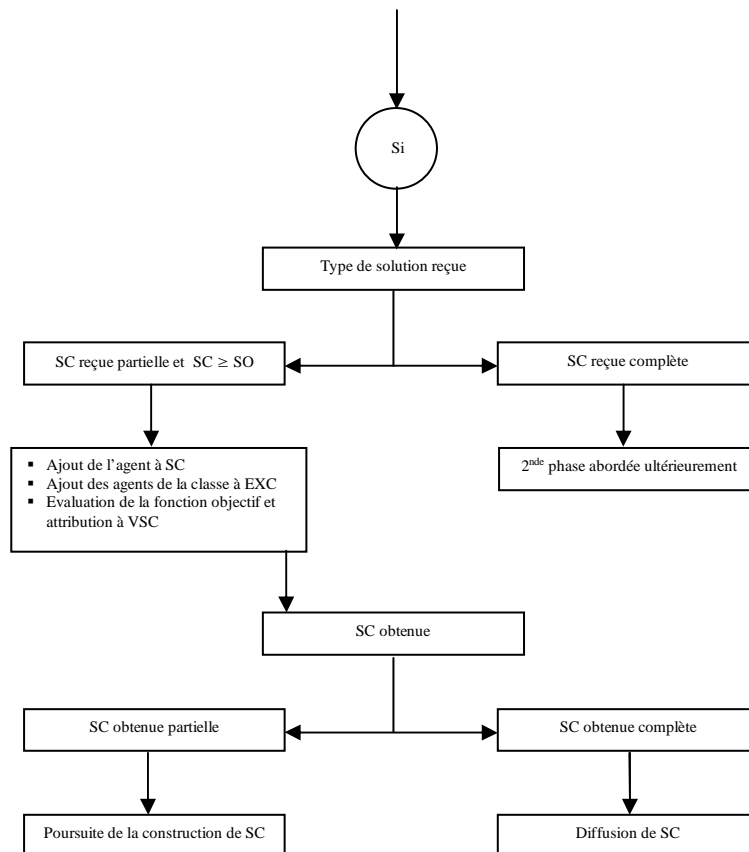 Si
Type de solution reçue
SC reçue partielle et SC ≥ SO
SC reçue complète
▪ Ajout de l’agent à SC
▪ Ajout des agents de la classe à EXC
▪ Evaluation de la fonction objectif et
attribution à VSC
2nde phase abordée ultérieurement
SC obtenue
SC obtenue partielle
SC obtenue complète
Poursuite de la construction de SC
Diffusion de SC